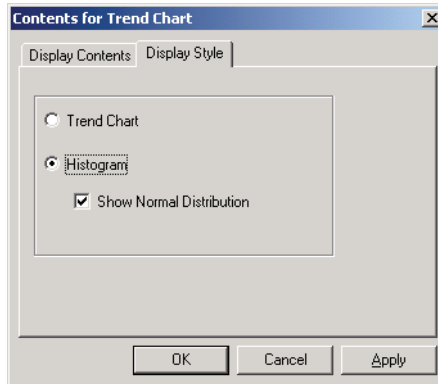 Contents for Trend Chart
Display Contents Display Style
Trend Chart
Histogram
Show Normal Distribution
OK Cancel Apply